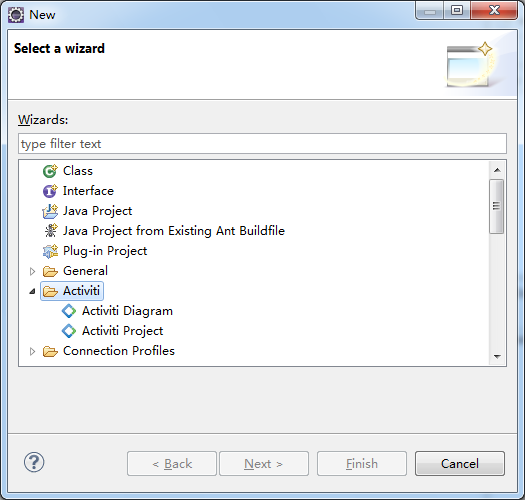 New
Select a wizard
Wizards:
type filter text
Class
Interface
Java Project
Java Project from Existing Ant Buildfile
Plug-in Project
General
Activiti
Activiti Diagram
Activiti Project
Connection Profiles
< Back
Next >
Finish
Cancel